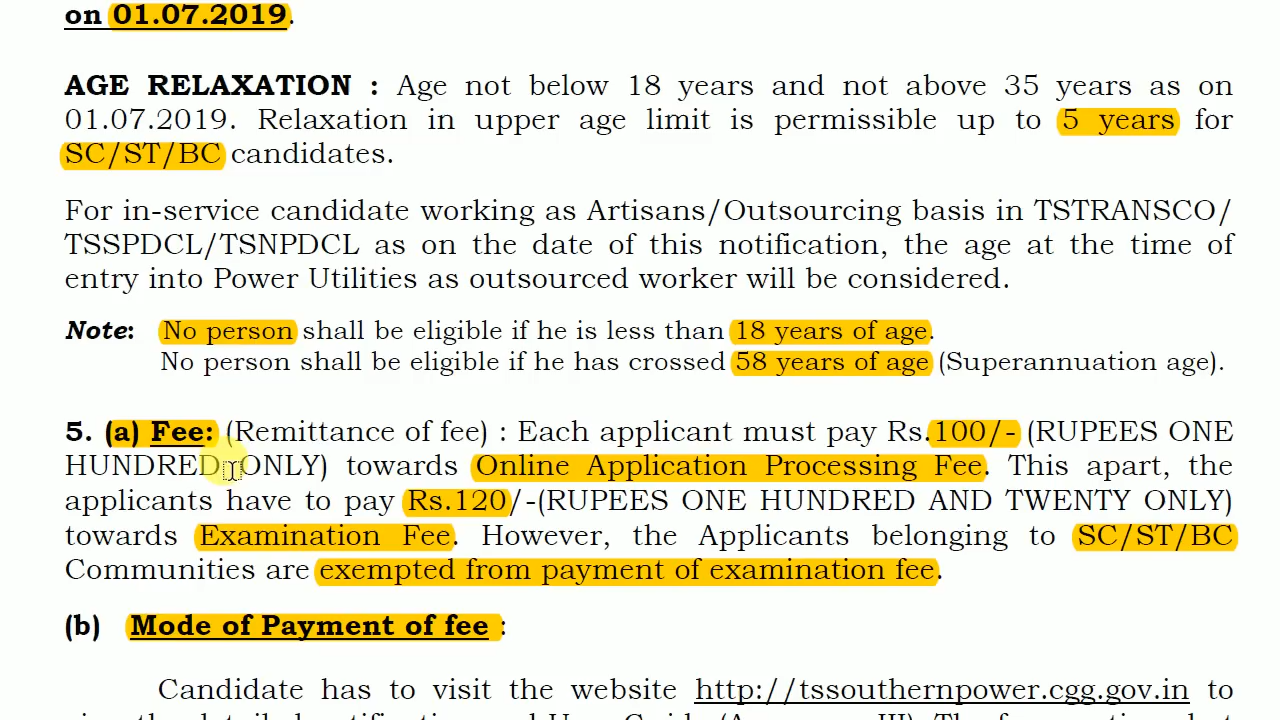 on 01.07.2019.
AGE RELAXATION : Age not below 18 years and not above 35 years as on
01.07.2019. Relaxation in upper age limit is permissible up to 5 years for
SC/ST/BC candidates.
For in-service candidate working as Artisans/Outsourcing basis in TSTRANSCO/
TSSPDCL/TSNPDCL as on the date of this notification, the age at the time of
entry into Power Utilities as outsourced worker will be considered.
Note: No person shall be eligible if he is less than 18 years of age.
No person shall be eligible if he has crossed 58 years of age (Superannuation age).
5. (a) Fee: (Remittance of fee) : Each applicant must pay Rs.100/- (RUPEES ONE
HUNDRED ONLY) towards Online Application Processing Fee. This apart, the
applicants have to pay Rs.120/-(RUPEES ONE HUNDRED AND TWENTY ONLY)
towards Examination Fee. However, the Applicants belonging to SC/ST/BC
Communities are exempted from payment of examination fee.
(b) Mode of Payment of fee :
Candidate has to visit the website http://tssouthernpower.cgg.gov.in to